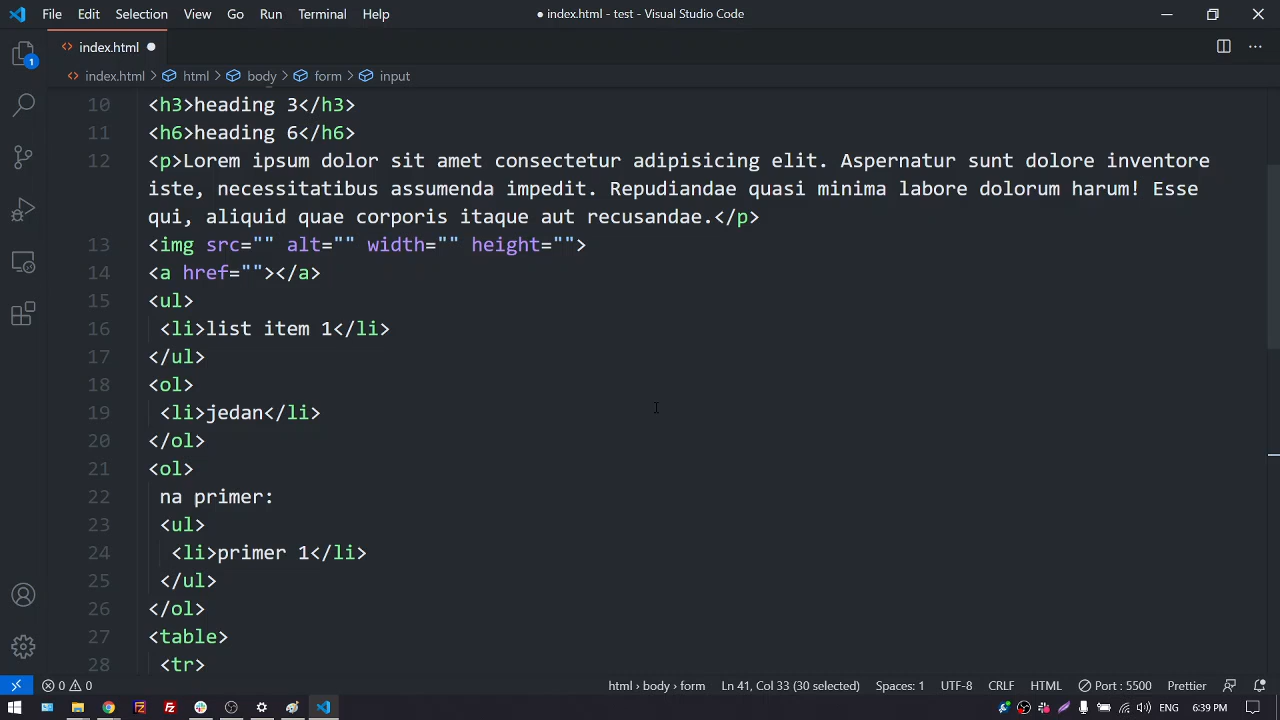 File Edit Selection View Go Run Terminal Help
● index.html - test - Visual Studio Code
index.html
index.html > html > body > form > input
1
10 <h3>heading 3</h3>
11 <h6>heading 6</h6>
12 <p>Lorem ipsum dolor sit amet consectetur adipisicing elit. Aspernatur sunt dolore inventore
iste, necessitatibus assumenda impedit. Repudiandae quasi minima labore dolorum harum! Esse
qui, aliquid quae corporis itaque aut recusandae.</p>
13 <img src="" alt="" width="" height="">
14 <a href=""></a>
15 <ul>
16 <li>list item 1</li>
17 </ul>
18 <ol>
19 <li>jedan</li>
20 </ol>
21 <ol>
22 na primer:
23 <ul>
24 <li>primer 1</li>
25 </ul>
26 </ol>
27 <table>
28 <tr>
0 0 html › body › form Ln 41, Col 33 (30 selected) Spaces: 1 UTF-8 CRLF HTML Port : 5500 Prettier
ENG 6:39 PM